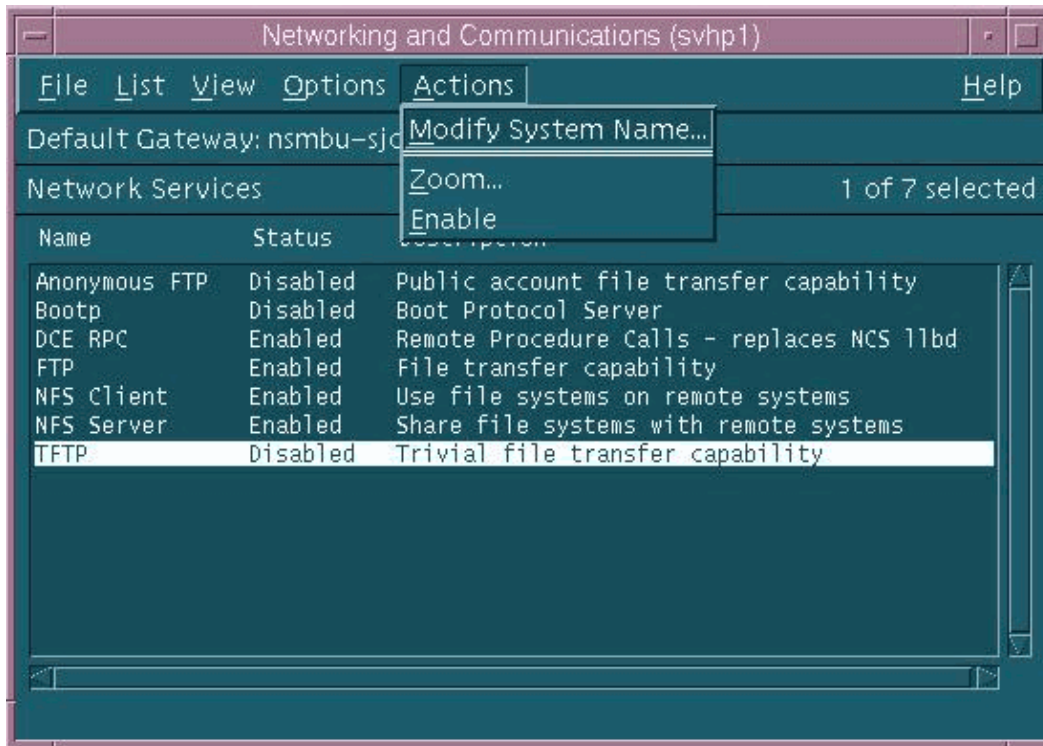 Networking and Communications (svhp1)
File List View Options Actions Help
Default Gateway: nsmbu-sjc
Modify System Name...
Zoom...
Enable
Network Services 1 of 7 selected
Name Status Description
Anonymous FTP Disabled Public account file transfer capability
Bootp Disabled Boot Protocol Server
DCE RPC Enabled Remote Procedure Calls - replaces NCS llbd
FTP Enabled File transfer capability
NFS Client Enabled Use file systems on remote systems
NFS Server Enabled Share file systems with remote systems
TFTP Disabled Trivial file transfer capability